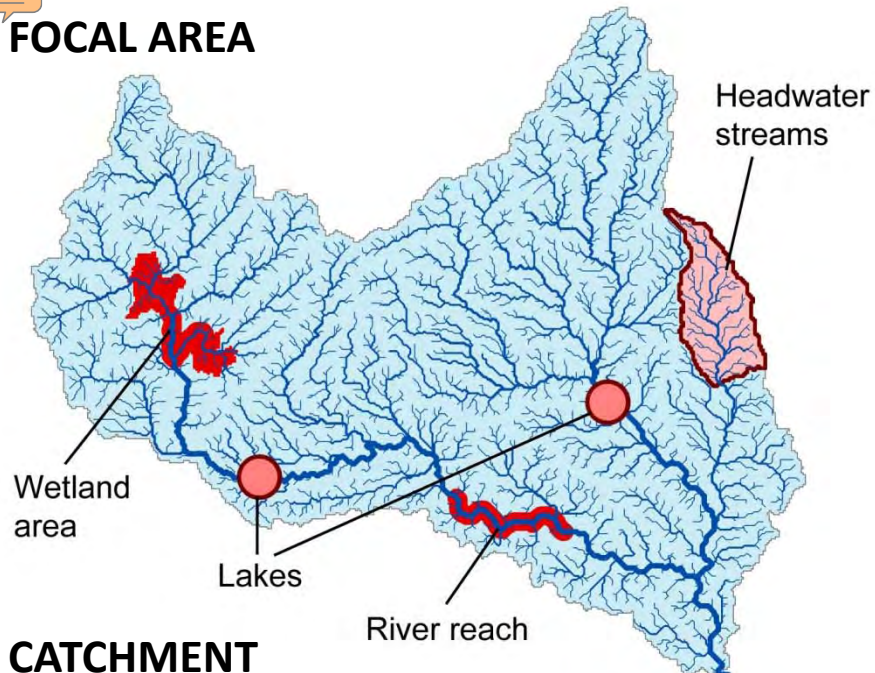 FOCAL AREA
Headwater
streams
Wetland
area
Lakes
River reach
CATCHMENT